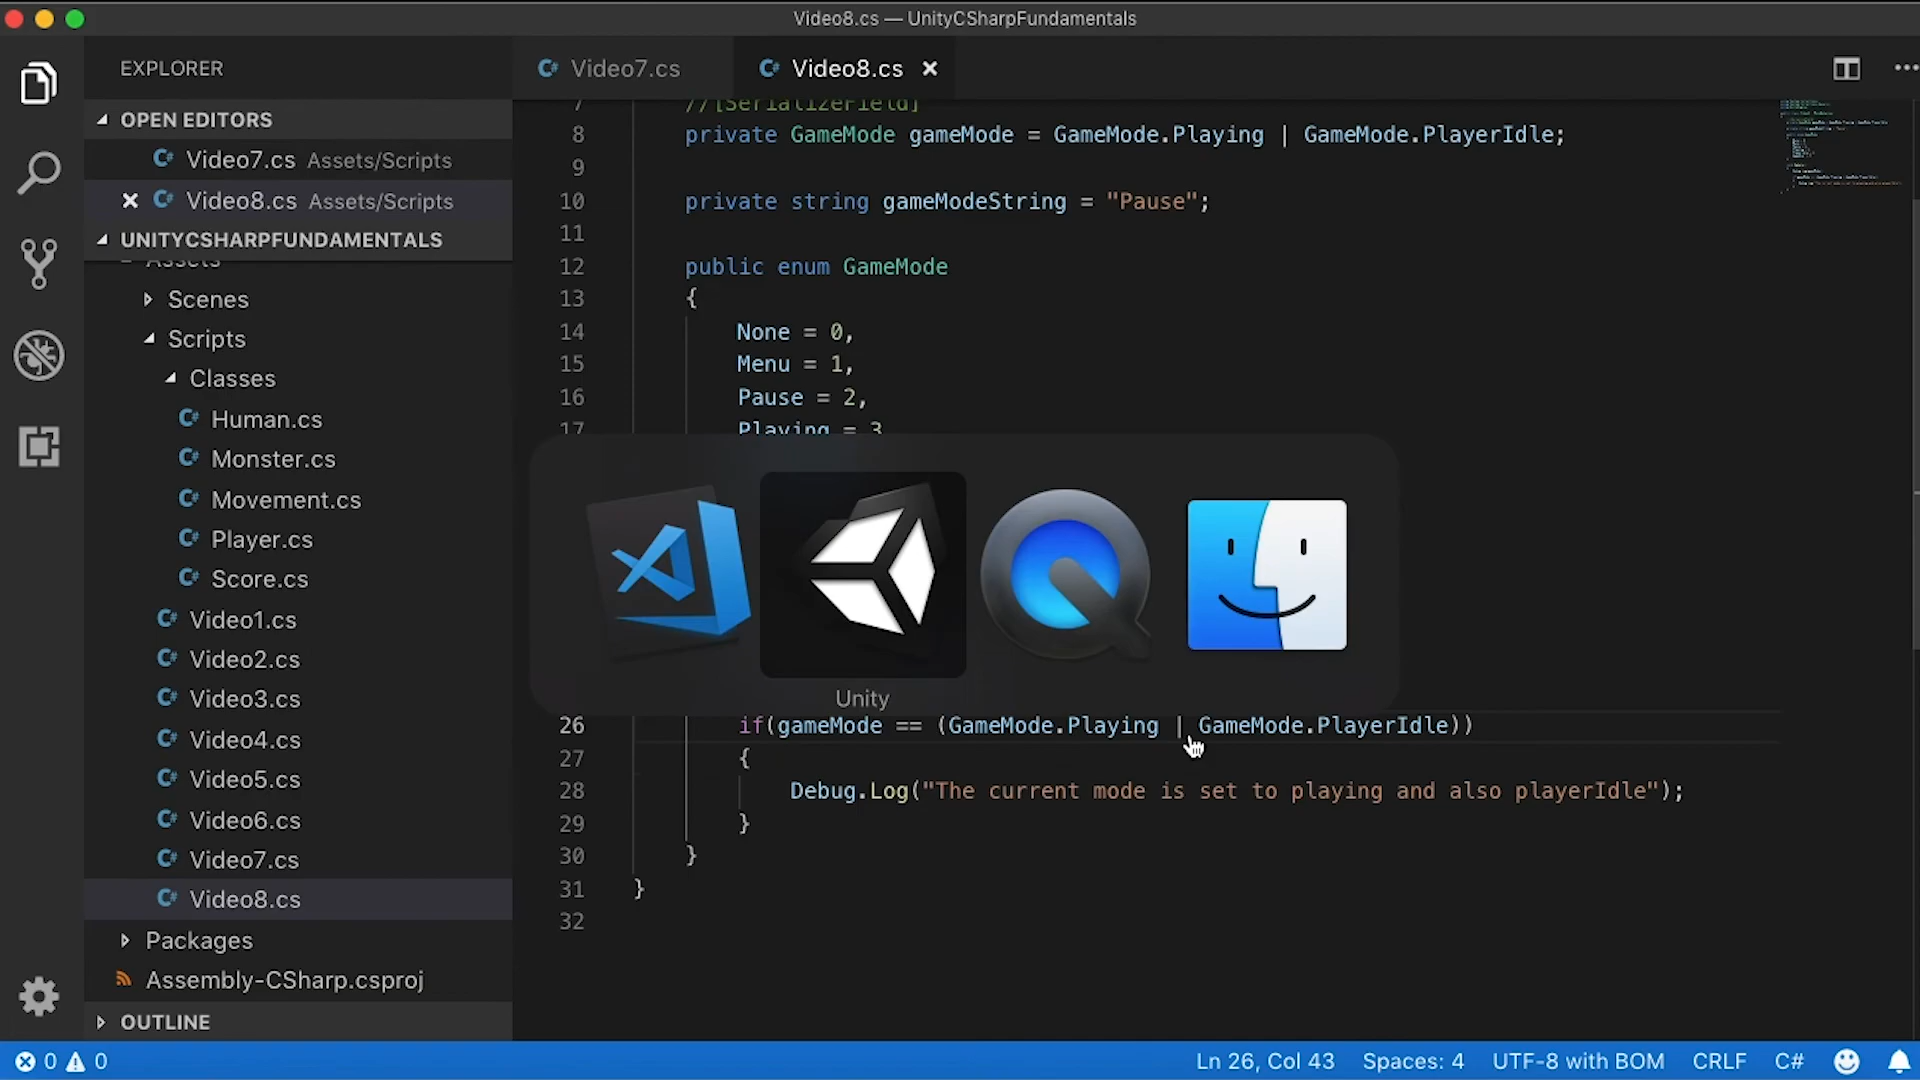 Video8.cs — UnityCSharpFundamentals
EXPLORER
OPEN EDITORS
Video7.cs Assets/Scripts
Video8.cs Assets/Scripts
UNITYCSHARPFUNDAMENTALS
Assets
Scenes
Scripts
Classes
Human.cs
Monster.cs
Movement.cs
Player.cs
Score.cs
Video1.cs
Video2.cs
Video3.cs
Video4.cs
Video5.cs
Video6.cs
Video7.cs
Video8.cs
Packages
Assembly-CSharp.csproj
OUTLINE
Video7.cs
Video8.cs
7 //[SerializeField]
8 private GameMode gameMode = GameMode.Playing | GameMode.PlayerIdle;
9
10 private string gameModeString = "Pause";
11
12 public enum GameMode
13 {
14 None = 0,
15 Menu = 1,
16 Pause = 2,
17 Playing = 3
Unity
26 if(gameMode == (GameMode.Playing | GameMode.PlayerIdle))
27 {
28 Debug.Log("The current mode is set to playing and also playerIdle");
29 }
30 }
31 }
32
0 0
Ln 26, Col 43 Spaces: 4 UTF-8 with BOM CRLF C#